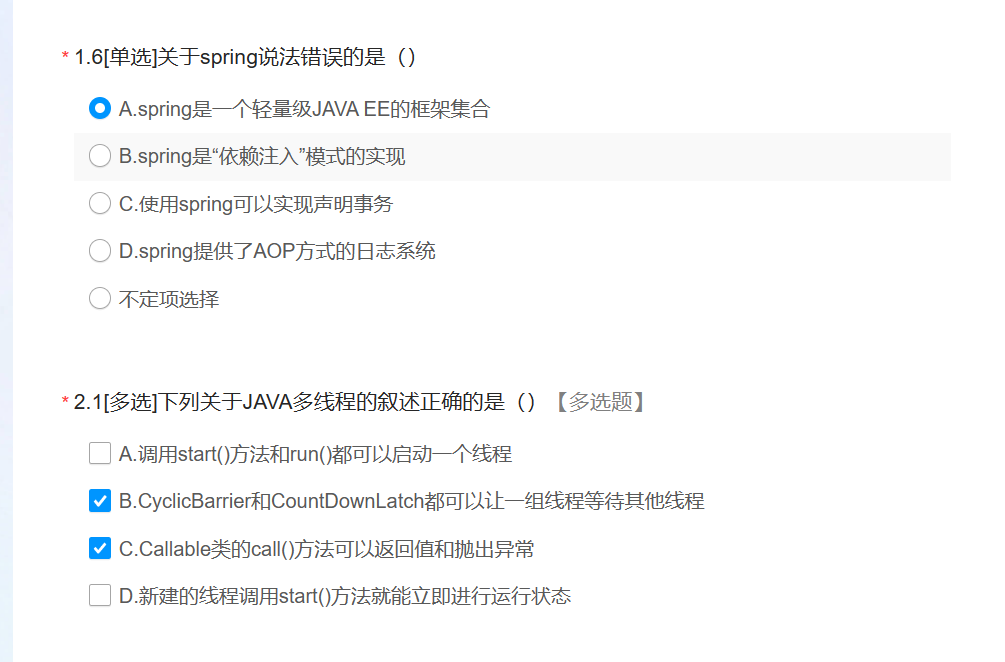 * 1.6[单选]关于spring说法错误的是（）
A.spring是一个轻量级JAVA EE的框架集合
B.spring是“依赖注入”模式的实现
C.使用spring可以实现声明事务
D.spring提供了AOP方式的日志系统
不定项选择
* 2.1[多选]下列关于JAVA多线程的叙述正确的是（）【多选题】
A.调用start()方法和run()都可以启动一个线程
B.CyclicBarrier和CountDownLatch都可以让一组线程等待其他线程
C.Callable类的call()方法可以返回值和抛出异常
D.新建的线程调用start()方法就能立即进行运行状态